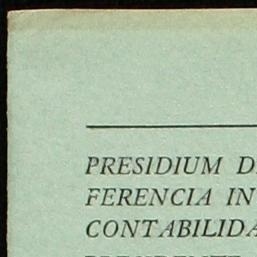 PRESIDIUM D
FERENCIA IN
CONTABILIDA